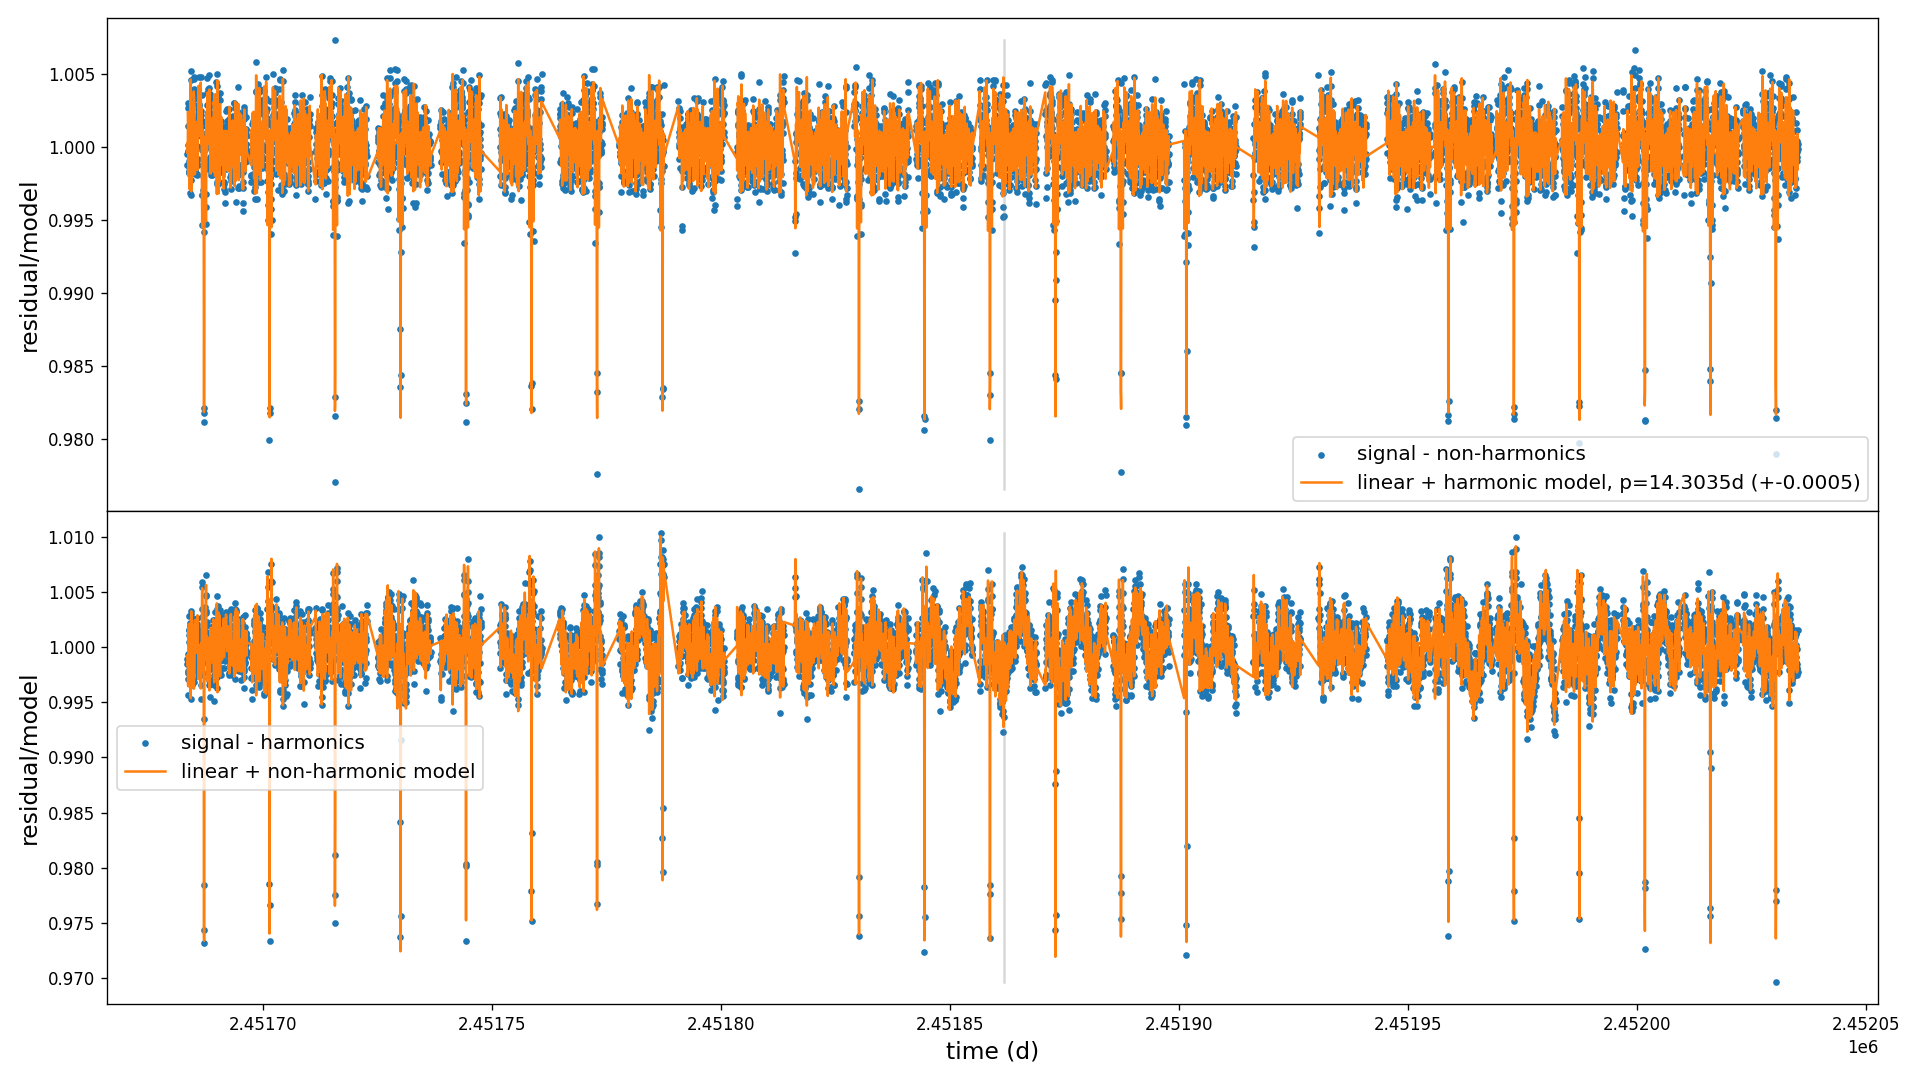 1.005
1.000
0.995
0.990
0.985
0.980
residual/model
signal - non-harmonics
linear + harmonic model, p=14.3035d (+-0.0005)
1.010
1.005
1.000
0.995
0.990
0.985
0.980
0.975
0.970
residual/model
signal - harmonics
linear + non-harmonic model
2.45170
2.45175
2.45180
2.45185
2.45190
2.45195
2.45200
2.45205
1e6
time (d)